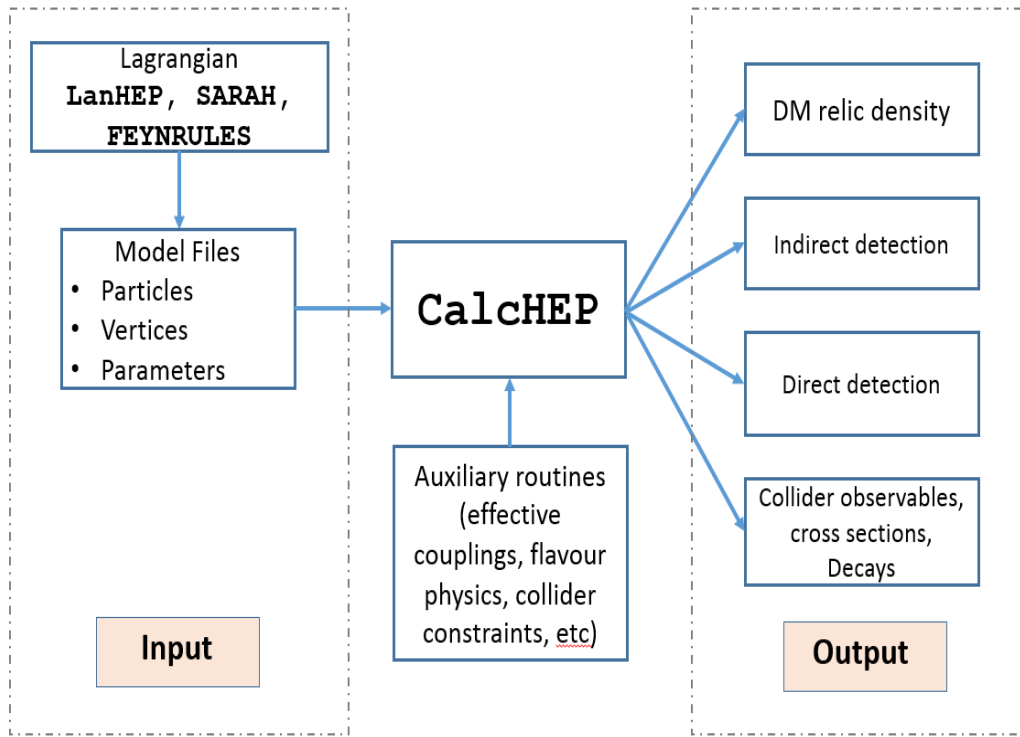 Lagrangian
LanHEP, SARAH,
FEYNRULES
Model Files
• Particles
• Vertices
• Parameters
Input
CalcHEP
Auxiliary routines
(effective
couplings, flavour
physics, collider
constraints, etc)
DM relic density
Indirect detection
Direct detection
Collider observables,
cross sections,
Decays
Output